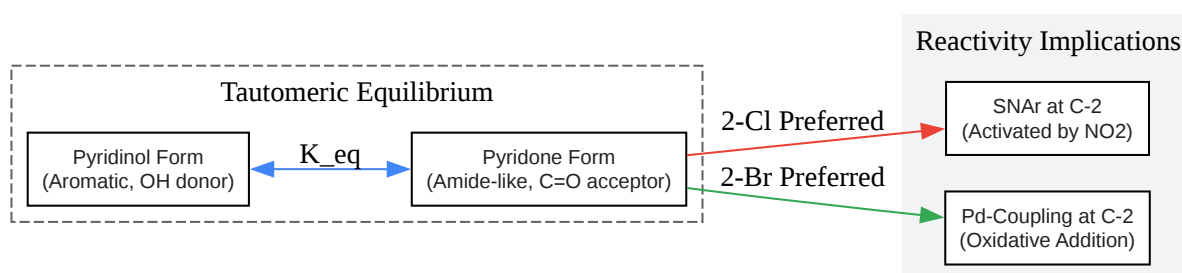 Reactivity Implications
Tautomeric Equilibrium
Pyridinol Form
(Aromatic, OH donor)
K_eq
Pyridone Form
(Amide-like, C=O acceptor)
2-Cl Preferred
2-Br Preferred
SNAr at C-2
(Activated by NO2)
Pd-Coupling at C-2
(Oxidative Addition)